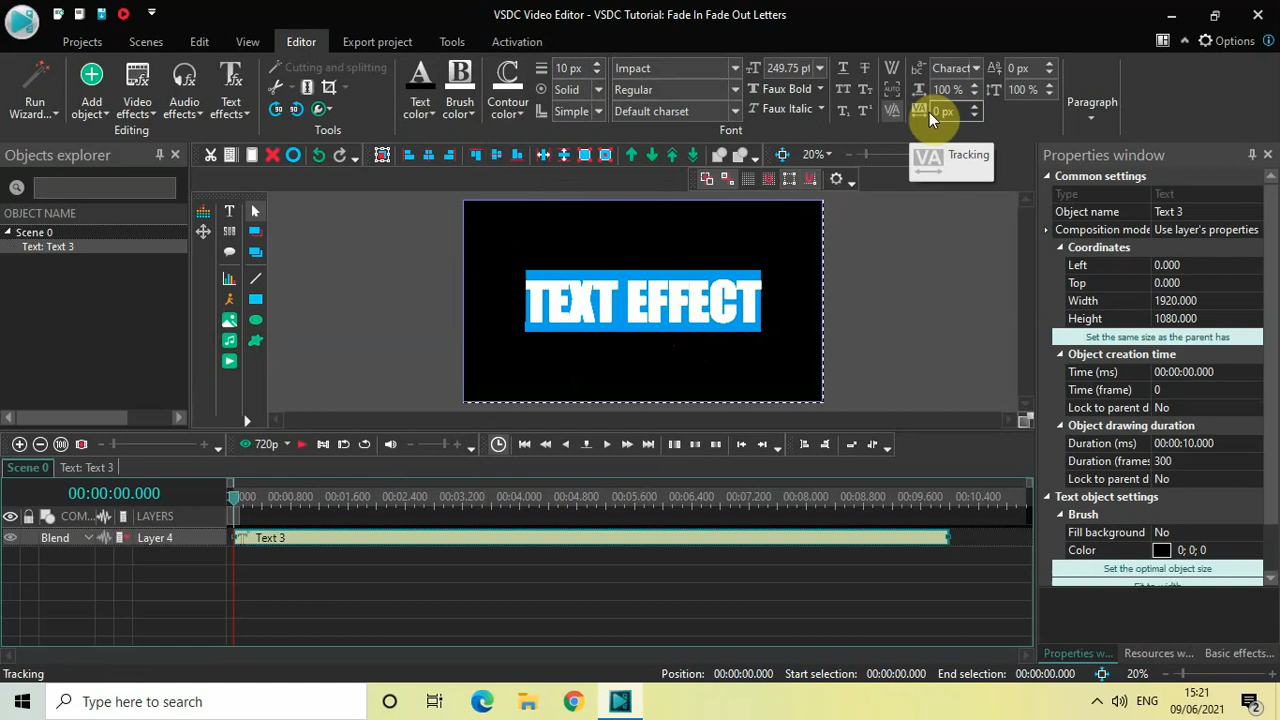 VSDC Video Editor - VSDC Tutorial: Fade In Fade Out Letters
Projects Scenes Edit View Editor Export project Tools Activation Options
Run Wizard...
Add object
Video effects
Audio effects
Text effects
Editing
Cutting and splitting
Tools
Text color
Brush color
Contour color
10 px
Solid
Simple
Impact
Regular
Default charset
249.75 pt
Faux Bold
Faux Italic
Font
Charact
100 %
0 px
0 px
100 %
Paragraph
VA Tracking
Objects explorer
OBJECT NAME
Scene 0
Text: Text 3
20%
TEXT EFFECT
Properties window
Common settings
Type Text
Object name Text 3
Composition mode Use layer's properties
Coordinates
Left 0.000
Top 0.000
Width 1920.000
Height 1080.000
Set the same size as the parent has
Object creation time
Time (ms) 00:00:00.000
Time (frame) 0
Lock to parent d No
Object drawing duration
Duration (ms) 00:00:10.000
Duration (frames 300
Lock to parent d No
Text object settings
Brush
Fill background No
Color 0; 0; 0
Set the optimal object size
Fit to width
Properties w... Resources w... Basic effects...
720p
Scene 0 Text: Text 3
00:00:00.000
000 00:00.800 00:01.600 00:02.400 00:03.200 00:04.000 00:04.800 00:05.600 00:06.400 00:07.200 00:08.000 00:08.800 00:09.600 00:10.400
COM... LAYERS
Blend Layer 4 Text 3
Tracking Position: 00:00:00.000 Start selection: 00:00:00.000 End selection: 00:00:00.000 20%
Type here to search
ENG
15:21
09/06/2021
2